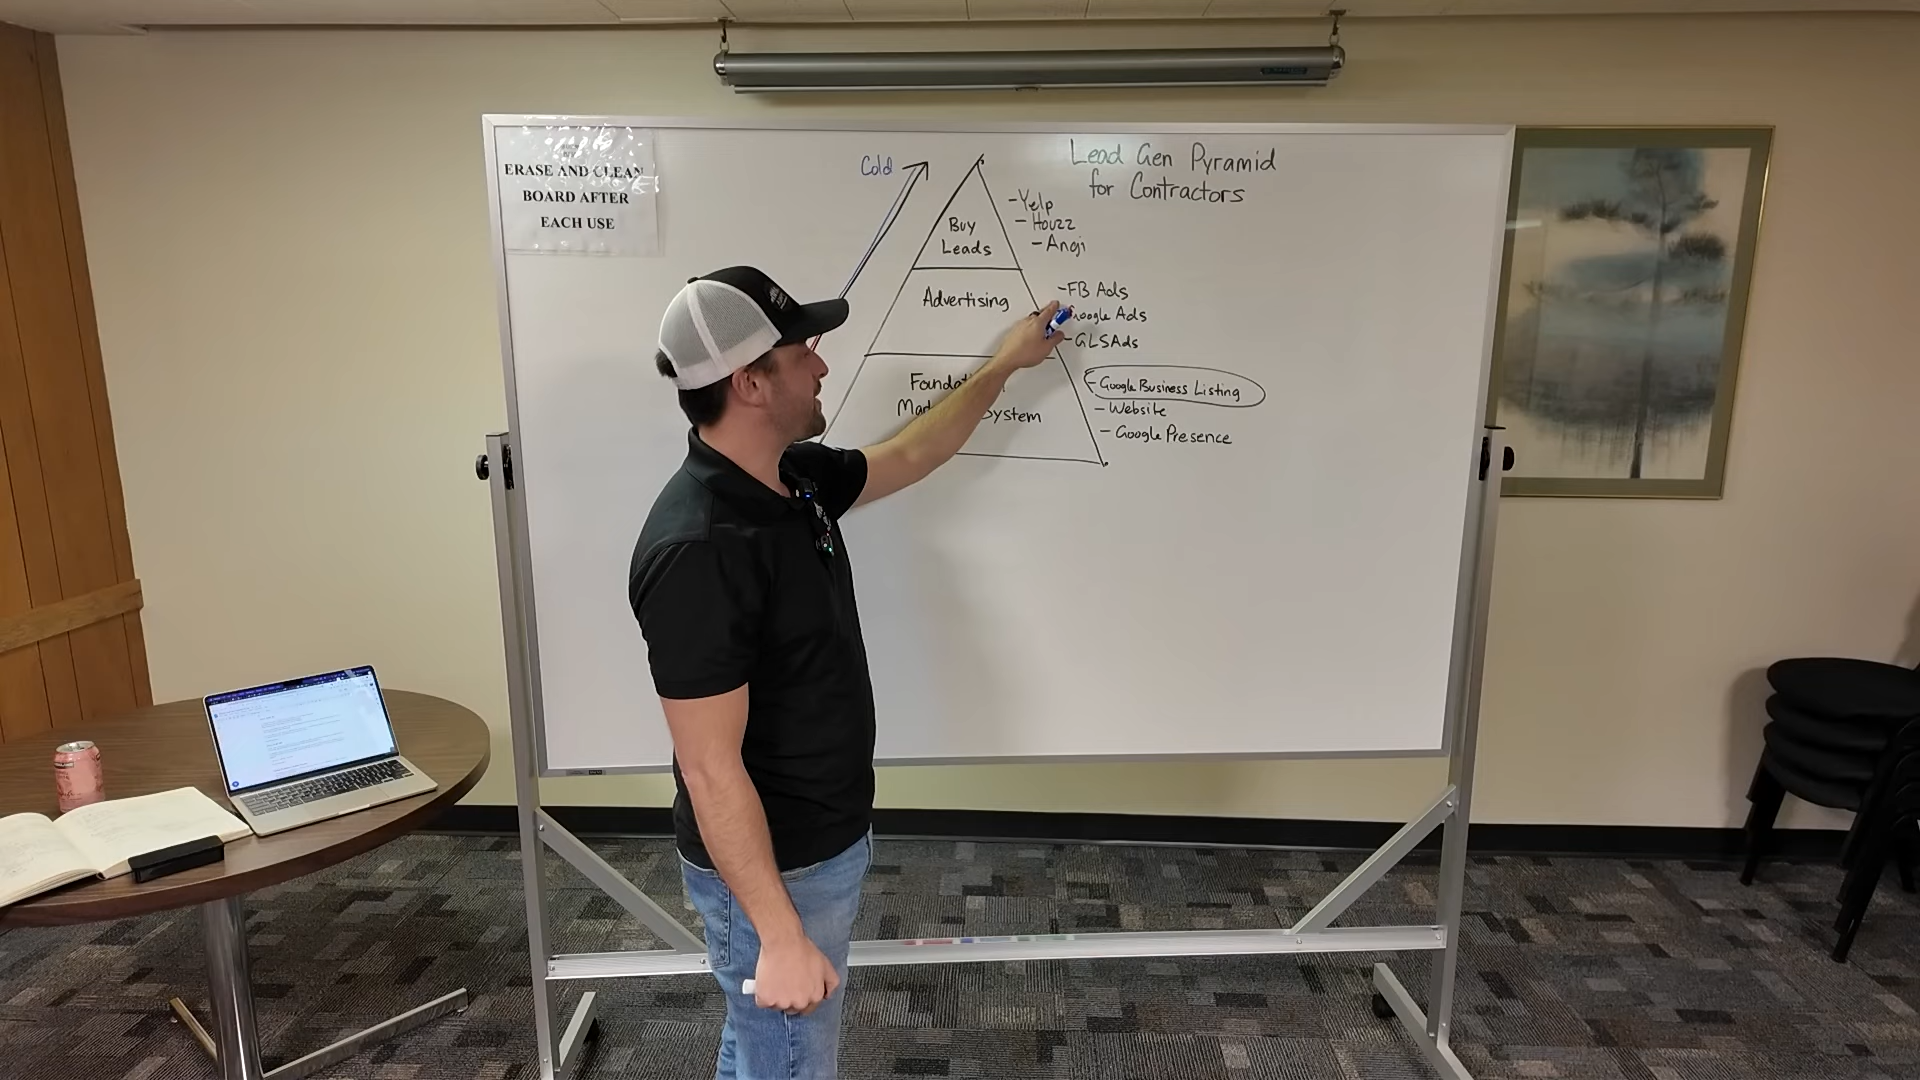 ERASE AND CLEAN
BOARD AFTER
EACH USE
Cold
Lead Gen Pyramid
for Contractors
Buy
Leads
-Yelp
- Houzz
- Angi
Advertising
-FB Ads
Google Ads
-GLSAds
System
- Google Business Listing
- Website
- Google Presence